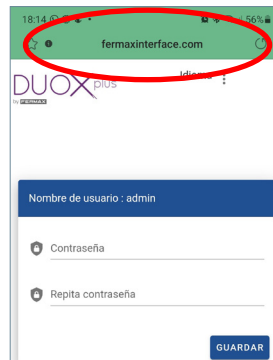 18:14 56%
fermaxinterface.com
DUOX plus
by FERMAX
Idioma
Nombre de usuario : admin
Contraseña
Repita contraseña
GUARDAR